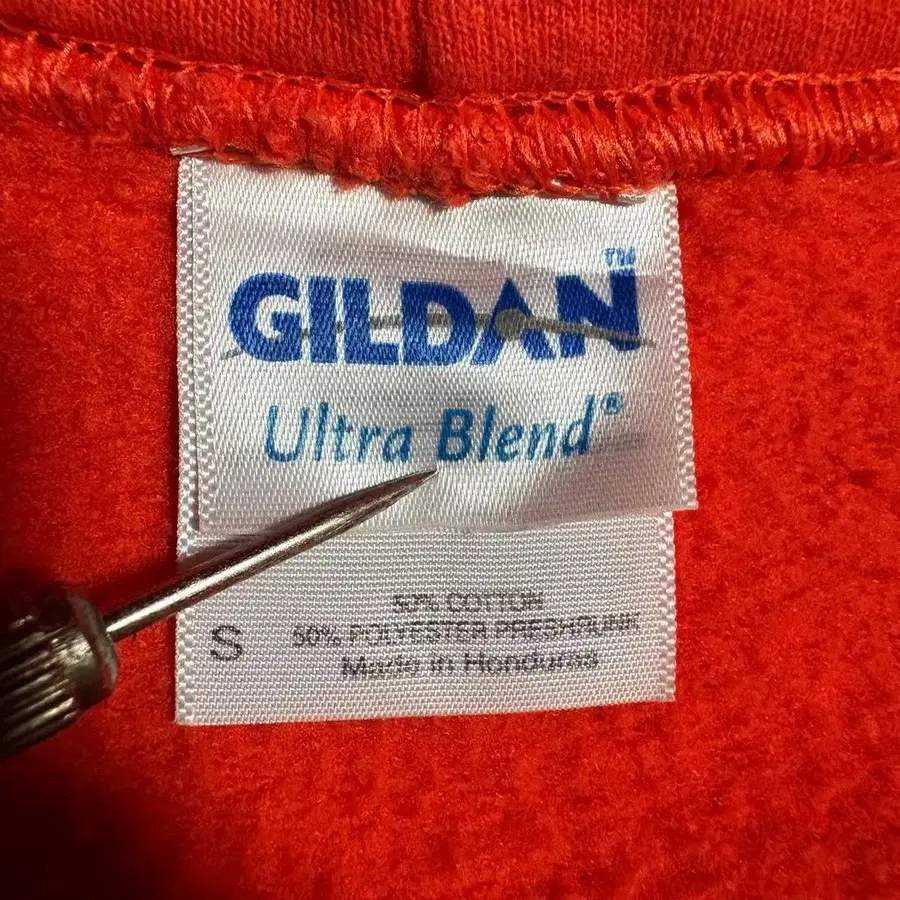 GILDAN™
Ultra Blend®
50% COTTON
S 50% POLYESTER PRESHRUNK
Made in Honduras